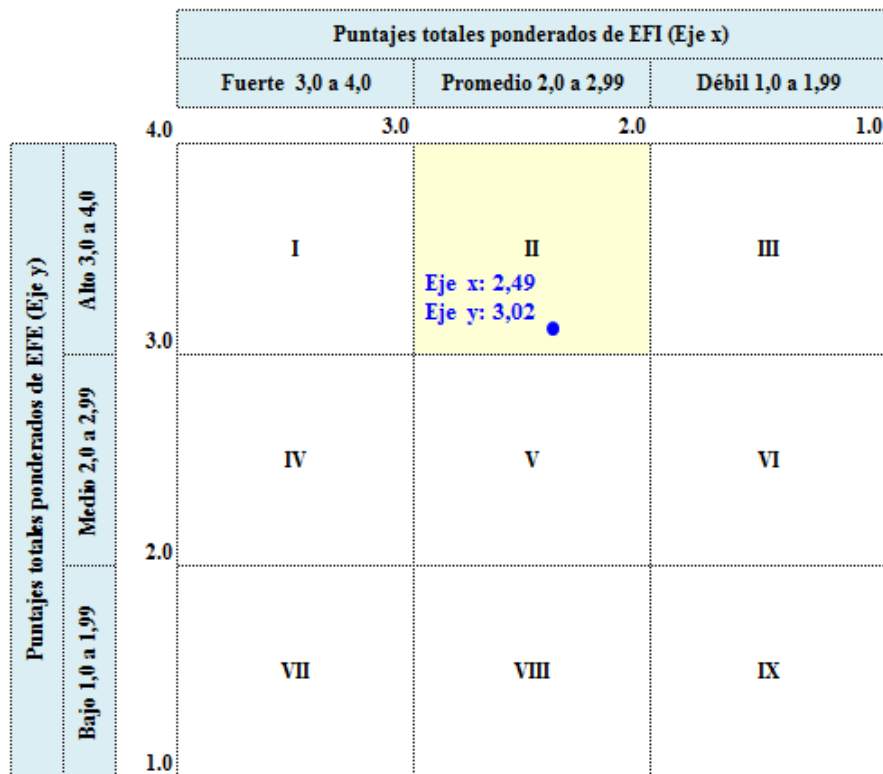 Puntajes totales ponderados de EFI (Eje x)
Fuerte 3,0 a 4,0
Promedio 2,0 a 2,99
Débil 1,0 a 1,99
4.0
3.0
2.0
1.0
Puntajes totales ponderados de EFE (Eje y)
Alto 3,0 a 4,0
I
II
III
Eje x: 2,49
Eje y: 3,02
3.0
Medio 2,0 a 2,99
IV
V
VI
2.0
Bajo 1,0 a 1,99
VII
VIII
IX
1.0